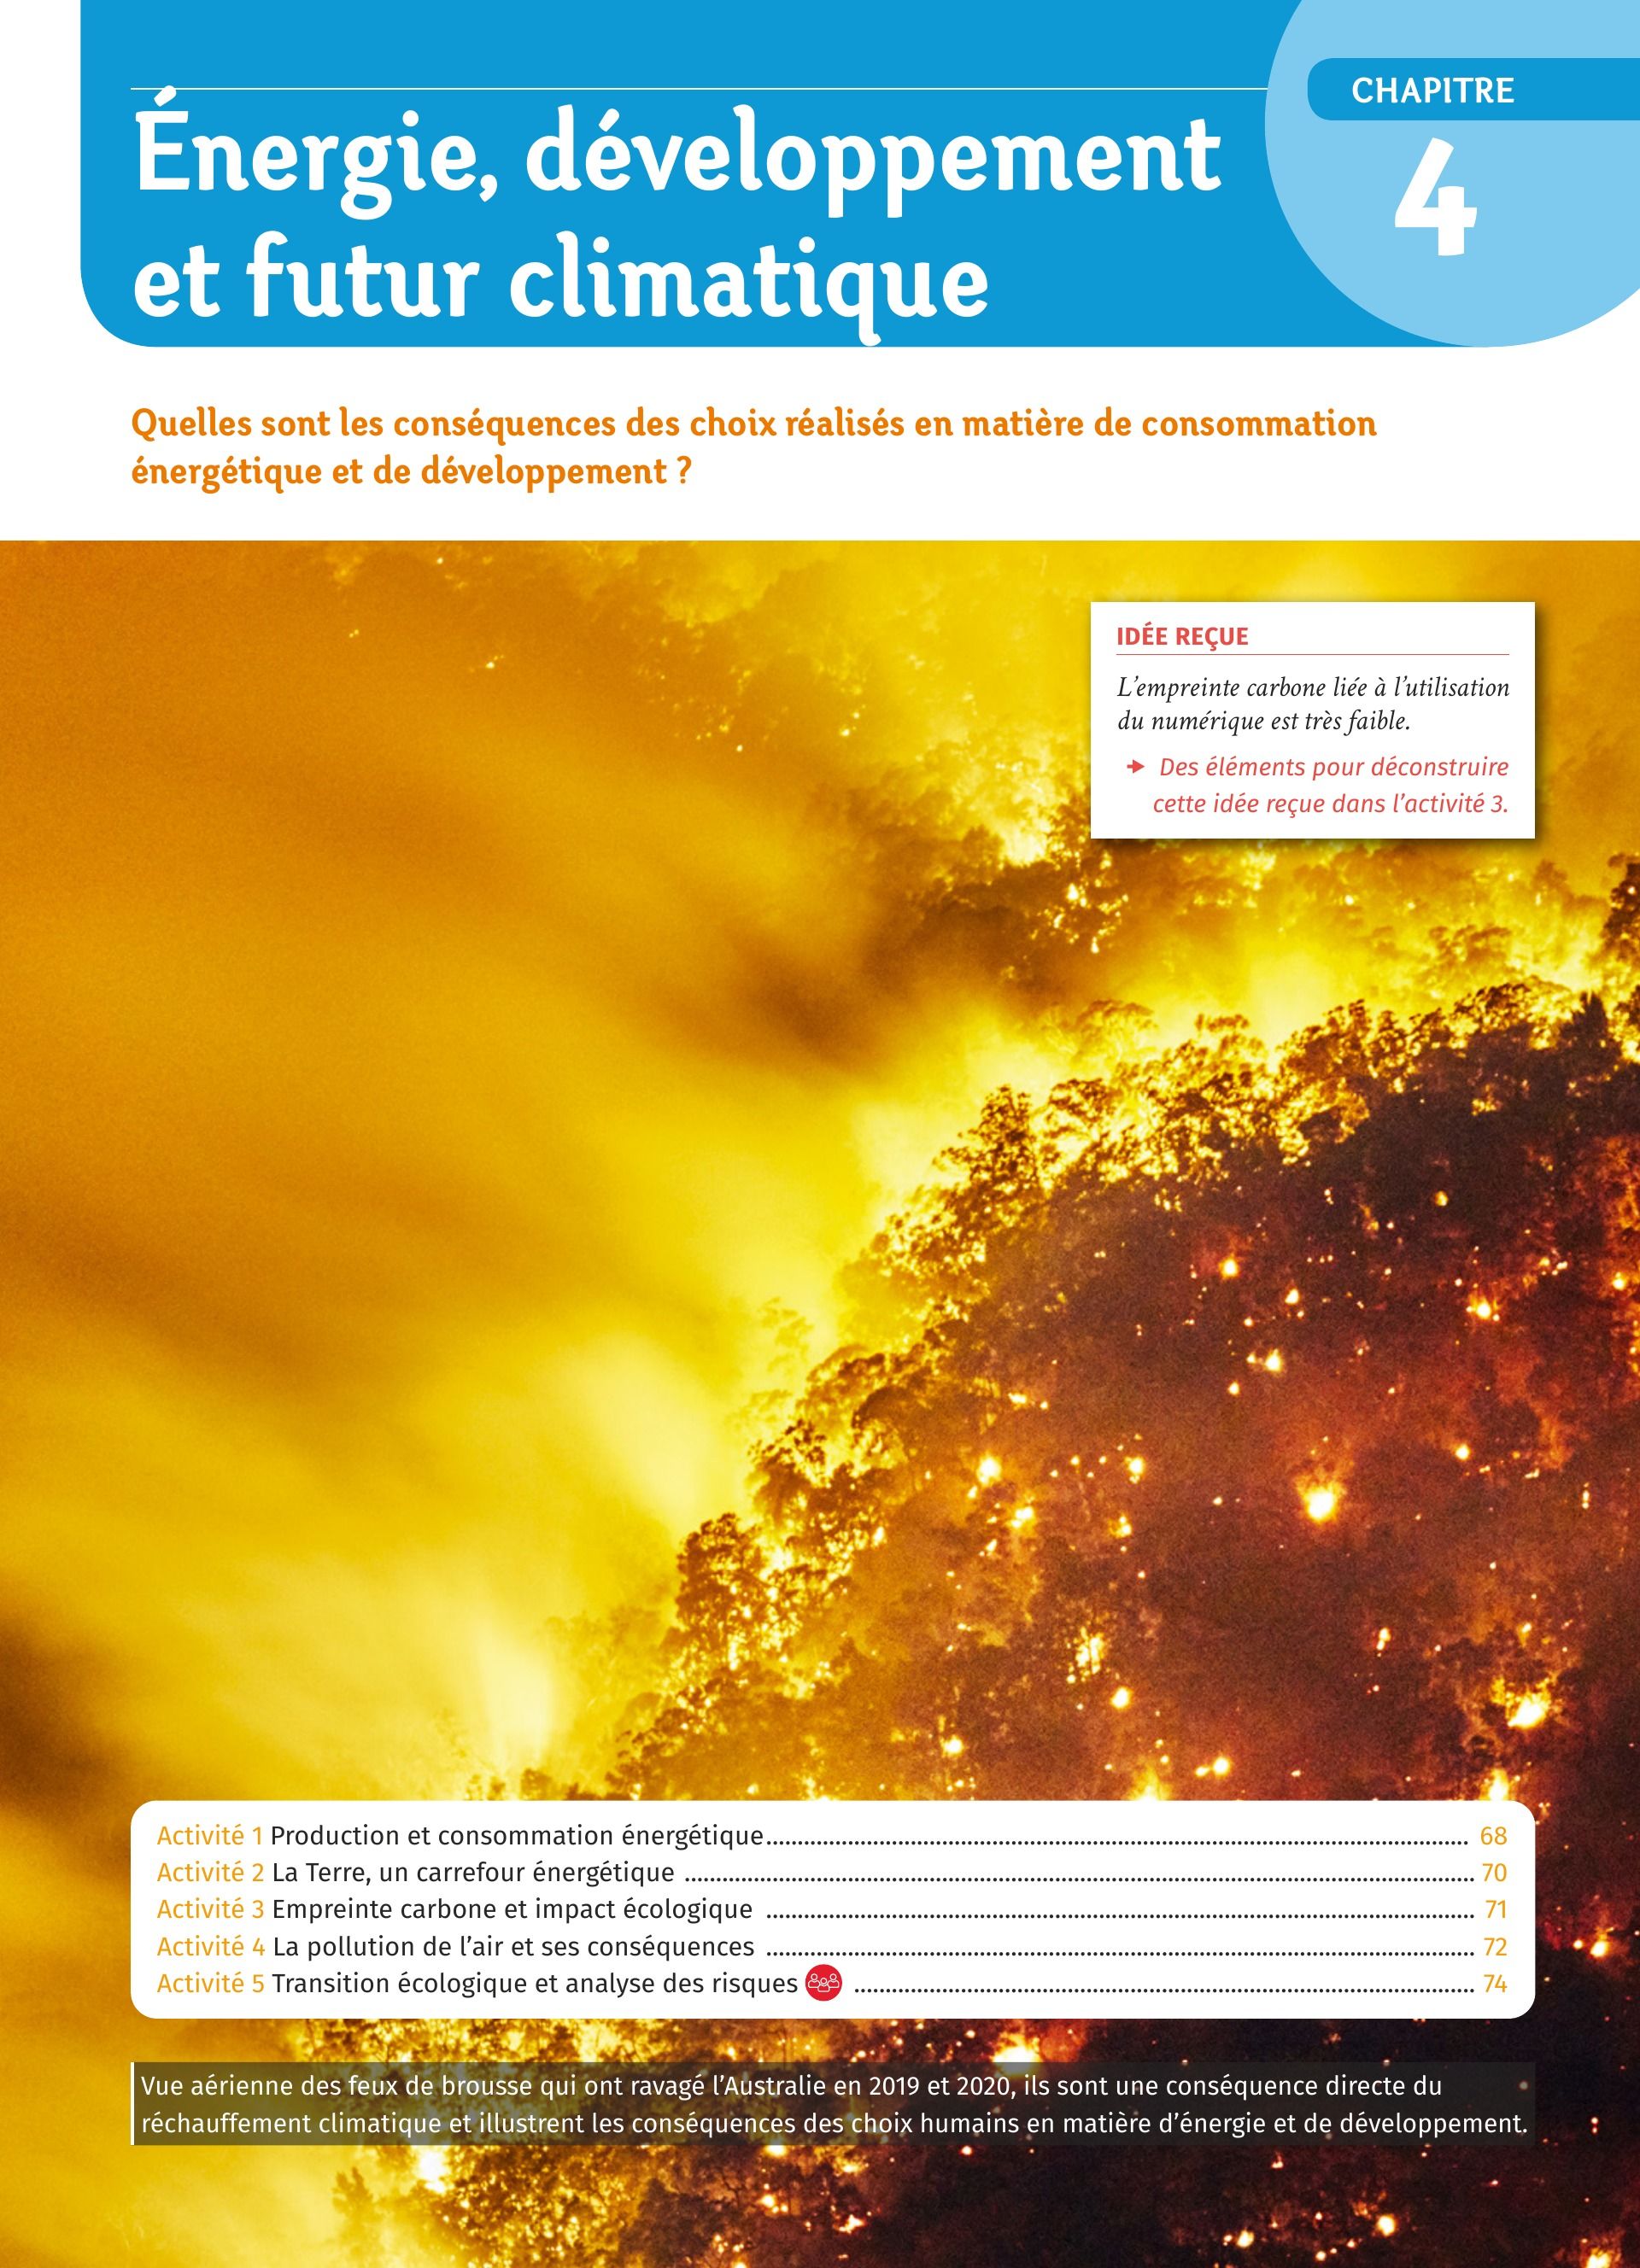 CHAPITRE
4
Énergie, développement
et futur climatique
Quelles sont les conséquences des choix réalisés en matière de consommation
énergétique et de développement ?
IDÉE REÇUE
L’empreinte carbone liée à l’utilisation
du numérique est très faible.
➜ Des éléments pour déconstruire
cette idée reçue dans l’activité 3.
Activité 1 Production et consommation énergétique 68
Activité 2 La Terre, un carrefour énergétique 70
Activité 3 Empreinte carbone et impact écologique 71
Activité 4 La pollution de l’air et ses conséquences 72
Activité 5 Transition écologique et analyse des risques 74
Vue aérienne des feux de brousse qui ont ravagé l’Australie en 2019 et 2020, ils sont une conséquence directe du
réchauffement climatique et illustrent les conséquences des choix humains en matière d’énergie et de développement.